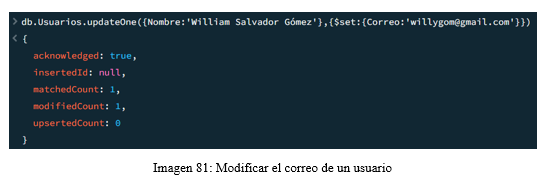 > db.Usuarios.updateOne({Nombre:'William Salvador Gómez'},{$set:{Correo:'willygom@gmail.com'}})
< {
acknowledged: true,
insertedId: null,
matchedCount: 1,
modifiedCount: 1,
upsertedCount: 0
}
Imagen 81: Modificar el correo de un usuario